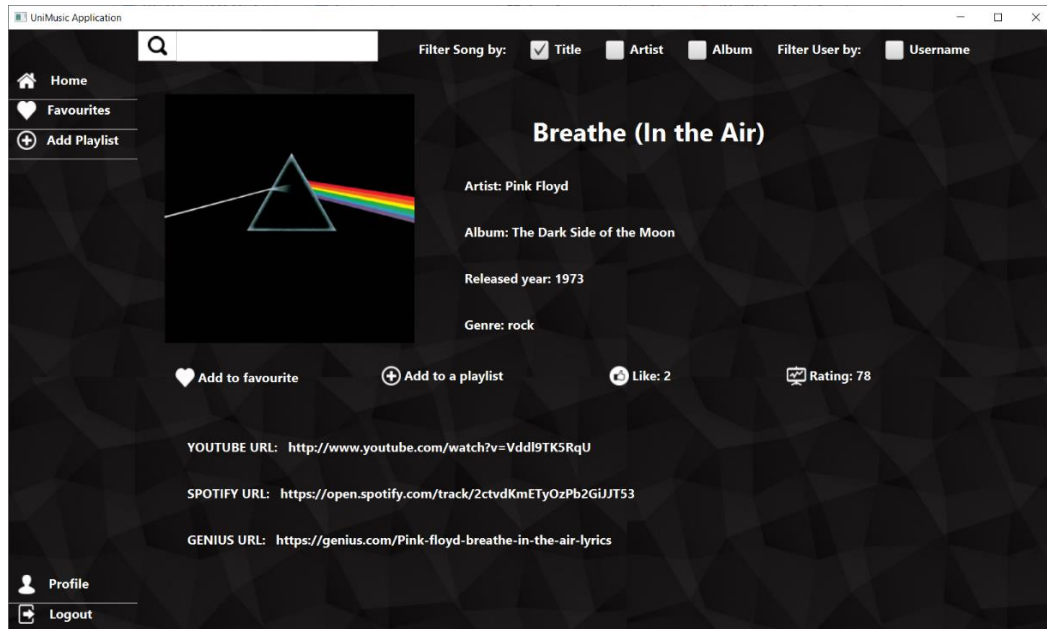 UniMusic Application
Filter Song by: Title Artist Album Filter User by: Username
Home
Favourites
Add Playlist
Breathe (In the Air)
Artist: Pink Floyd
Album: The Dark Side of the Moon
Released year: 1973
Genre: rock
Add to favourite Add to a playlist Like: 2 Rating: 78
YOUTUBE URL: http://www.youtube.com/watch?v=Vddl9TK5RqU
SPOTIFY URL: https://open.spotify.com/track/2ctvdKmETyOzPb2GiJJT53
GENIUS URL: https://genius.com/Pink-floyd-breathe-in-the-air-lyrics
Profile
Logout